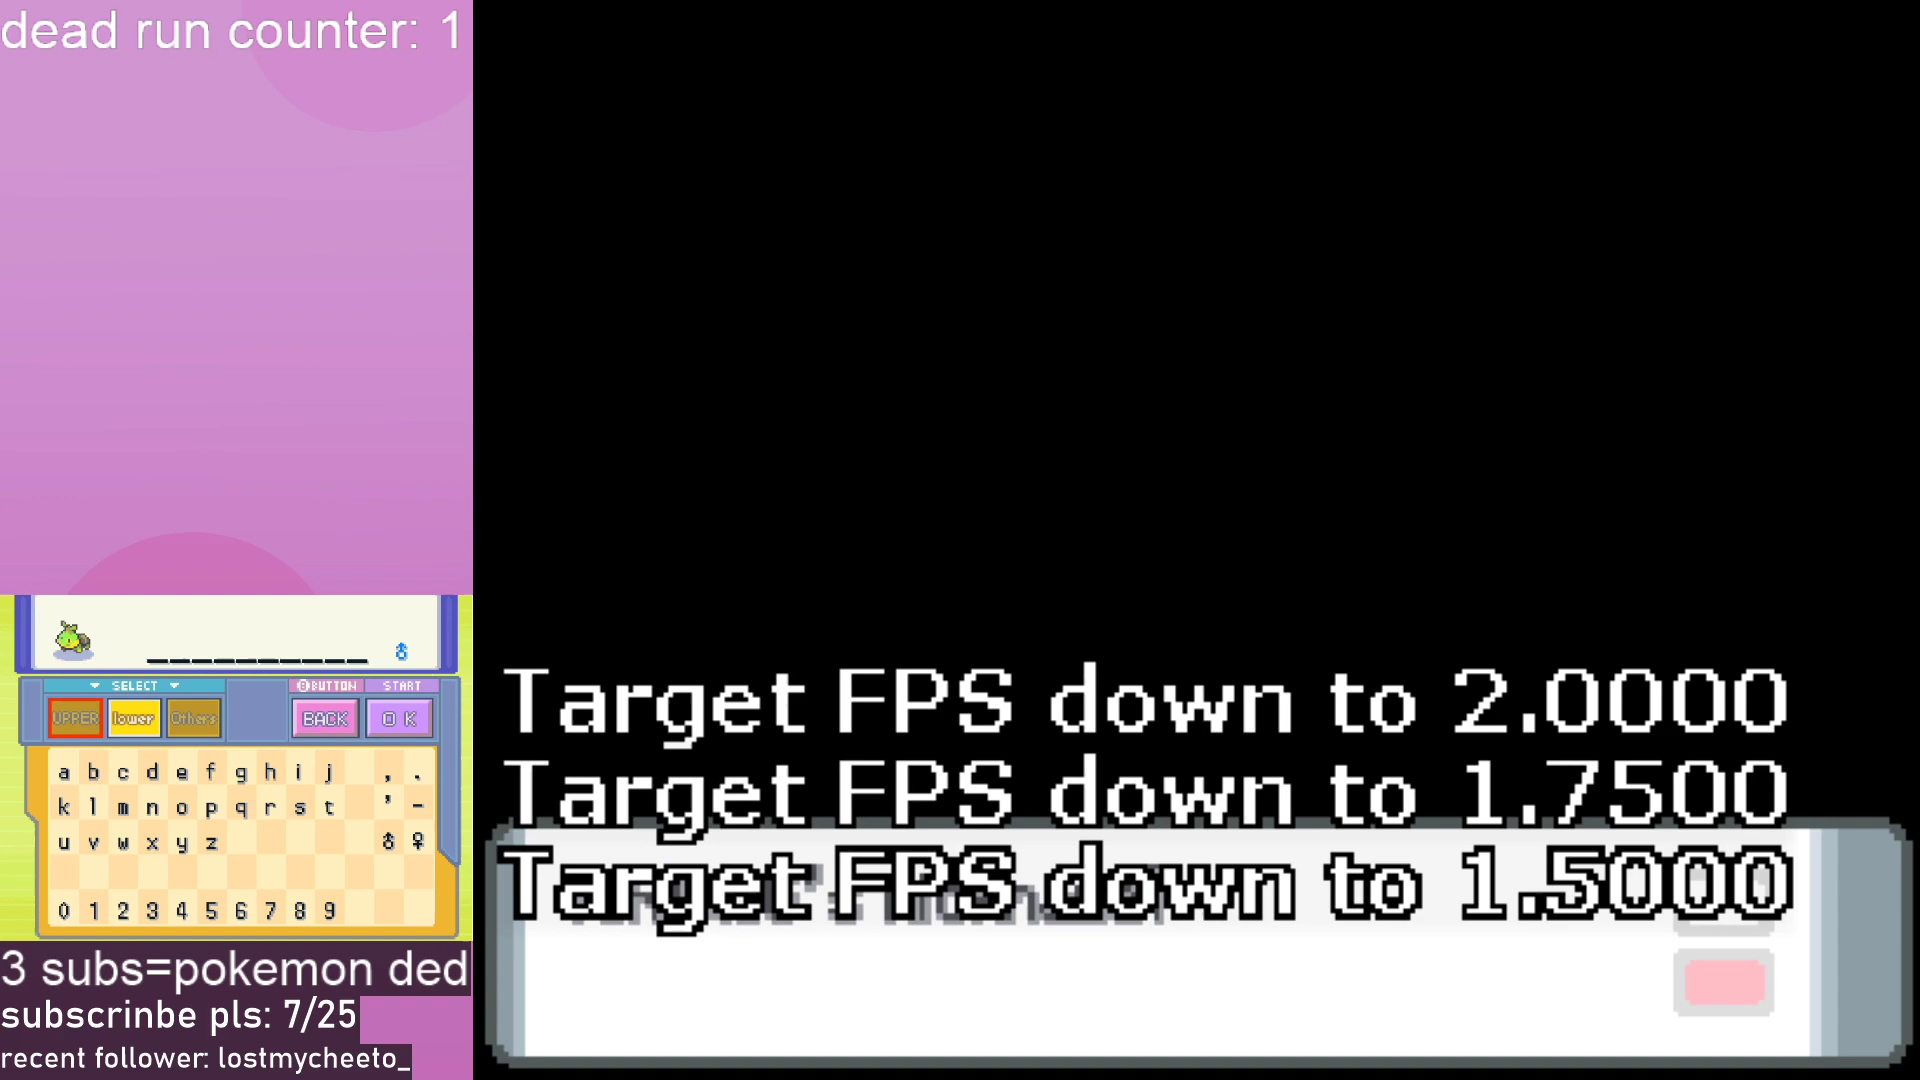 dead run counter: 1
SELECT
BUTTON
START
UPPER
lower
Others
BACK
O K
a b c d e f g h i j , .
k l m n o p q r s t ' -
u v w x y z ♂ ♀
0 1 2 3 4 5 6 7 8 9
3 subs=pokemon ded
subscrinbe pls: 7/25
recent follower: lostmycheeto_
Target FPS down to 2.0000
Target FPS down to 1.7500
Target FPS down to 1.5000